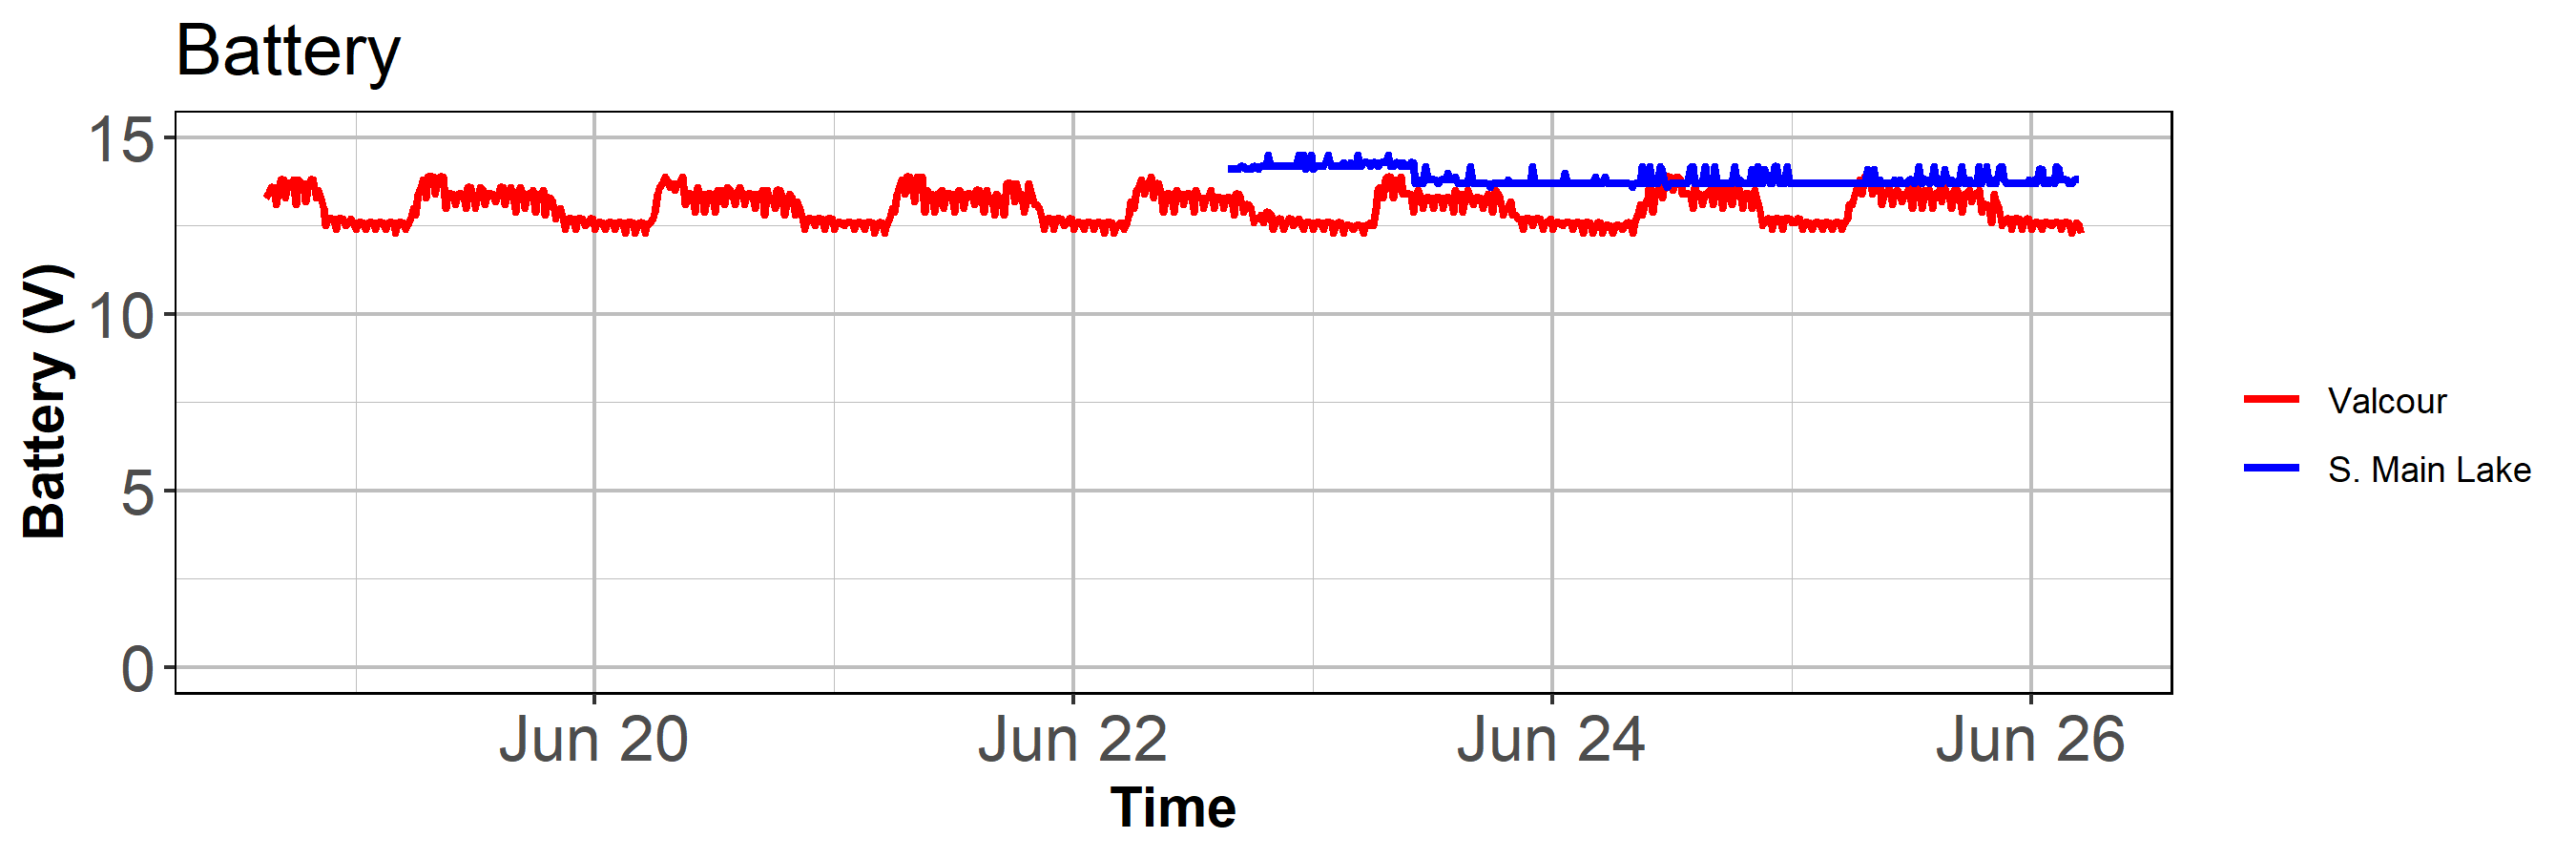 Battery
15
10
5
0
Battery (V)
Jun 20
Jun 22
Jun 24
Jun 26
Time
Valcour
S. Main Lake